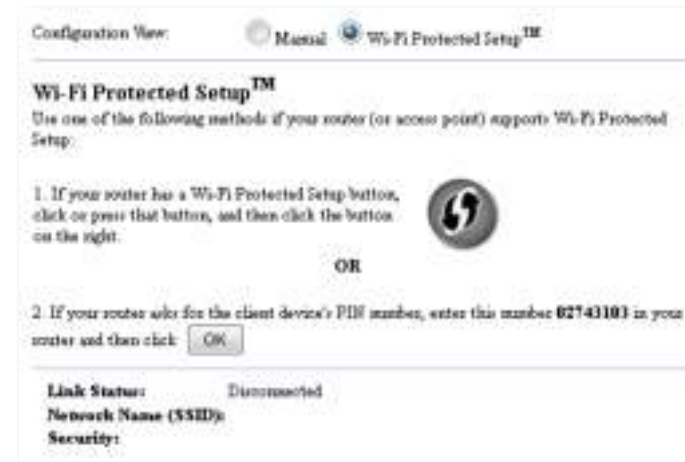 Configuration View: Manual Wi-Fi Protected Setup™
Wi-Fi Protected Setup™
Use one of the following methods if your router (or access point) supports Wi-Fi Protected
Setup:
1. If your router has a Wi-Fi Protected Setup button,
click or press that button, and then click the button
on the right.
OR
2. If your router asks for the client device's PIN number, enter this number 02743103 in your
router and then click OK
Link Status: Disconnected
Network Name (SSID):
Security: